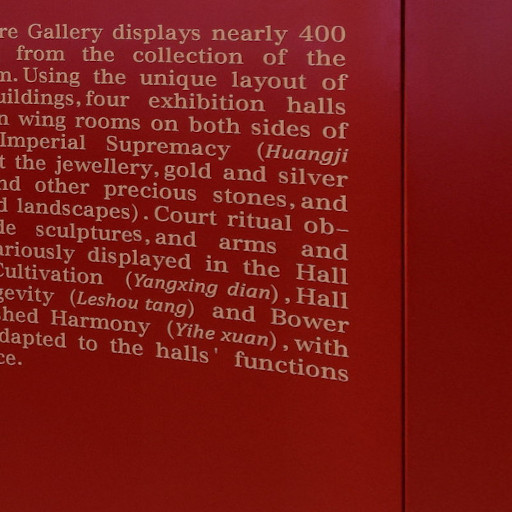 re Gallery displays nearly 400
from the collection of the
m. Using the unique layout of
uildings, four exhibition halls
n wing rooms on both sides of
Imperial Supremacy (Huangji
t the jewellery, gold and silver
nd other precious stones, and
d landscapes). Court ritual ob-
de sculptures, and arms and
ariously displayed in the Hall
Cultivation (Yangxing dian), Hall
gevity (Leshou tang) and Bower
shed Harmony (Yihe xuan), with
dapted to the halls' functions
ce.